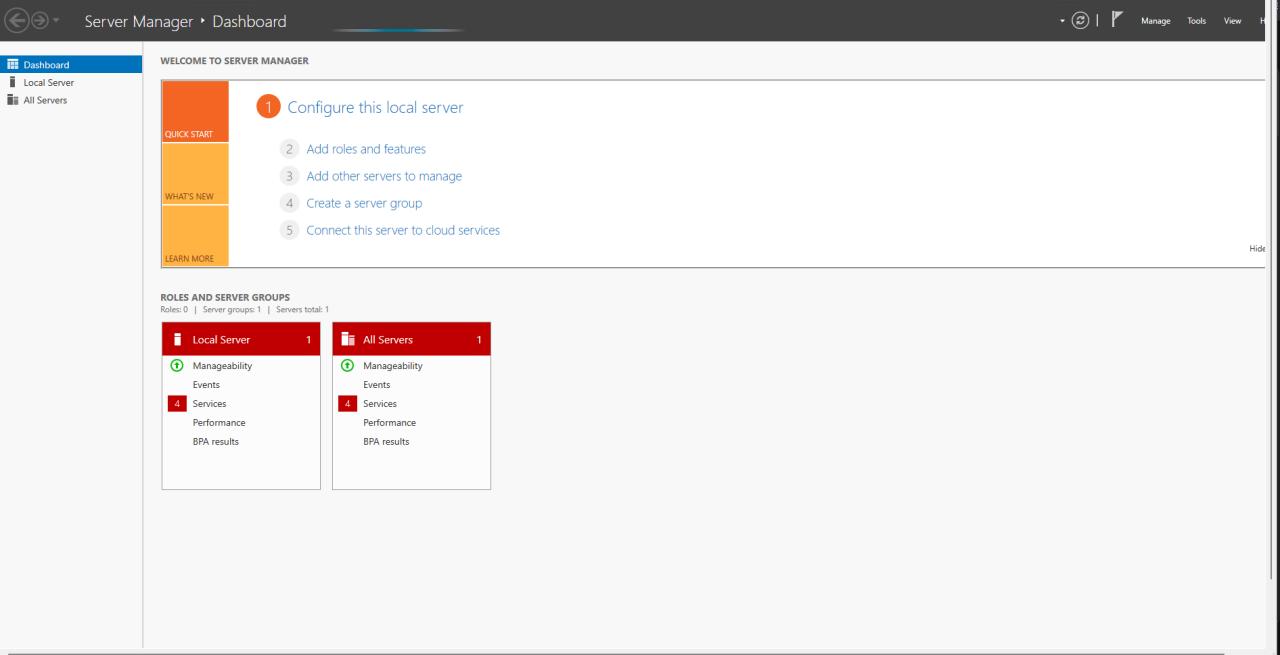 Server Manager ‣ Dashboard
Manage Tools View
Dashboard
Local Server
All Servers
WELCOME TO SERVER MANAGER
QUICK START
WHAT'S NEW
LEARN MORE
1 Configure this local server
2 Add roles and features
3 Add other servers to manage
4 Create a server group
5 Connect this server to cloud services
Hide
ROLES AND SERVER GROUPS
Roles: 0 | Server groups: 1 | Servers total: 1
Local Server 1
Manageability
Events
4 Services
Performance
BPA results
All Servers 1
Manageability
Events
4 Services
Performance
BPA results